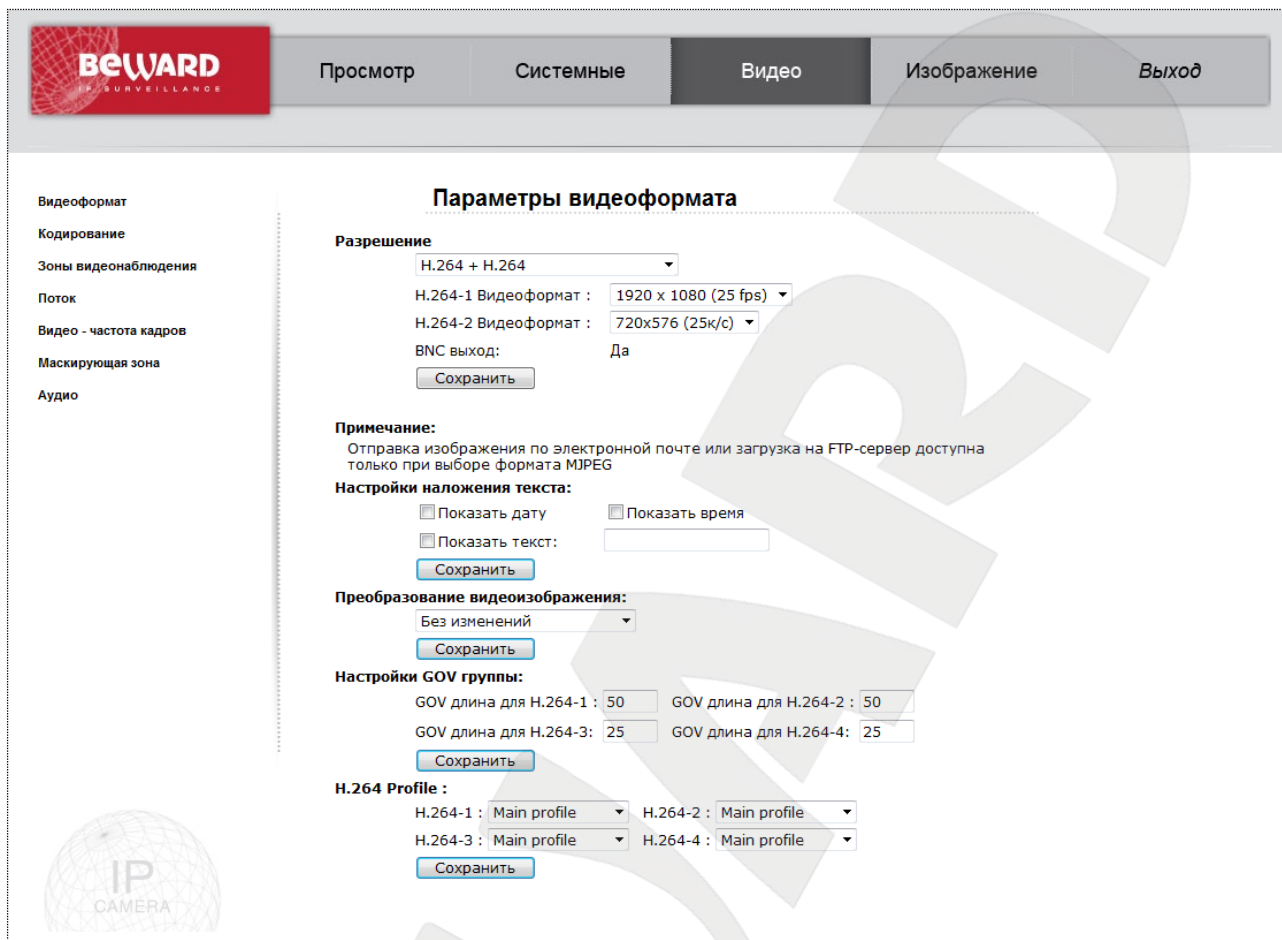 BEWARD
IP SURVEILLANCE
Просмотр
Системные
Видео
Изображение
Выход
Видеоформат
Кодирование
Зоны видеонаблюдения
Поток
Видео - частота кадров
Маскирующая зона
Аудио
Параметры видеоформата
Разрешение
H.264 + H.264
H.264-1 Видеоформат : 1920 x 1080 (25 fps)
H.264-2 Видеоформат : 720x576 (25к/с)
BNC выход: Да
Сохранить
Примечание:
Отправка изображения по электронной почте или загрузка на FTP-сервер доступна
только при выборе формата MJPEG
Настройки наложения текста:
Показать дату Показать время
Показать текст:
Сохранить
Преобразование видеоизображения:
Без изменений
Сохранить
Настройки GOV группы:
GOV длина для H.264-1 : 50 GOV длина для H.264-2 : 50
GOV длина для H.264-3: 25 GOV длина для H.264-4: 25
Сохранить
H.264 Profile :
H.264-1 : Main profile H.264-2 : Main profile
H.264-3 : Main profile H.264-4 : Main profile
Сохранить
IP
CAMERA